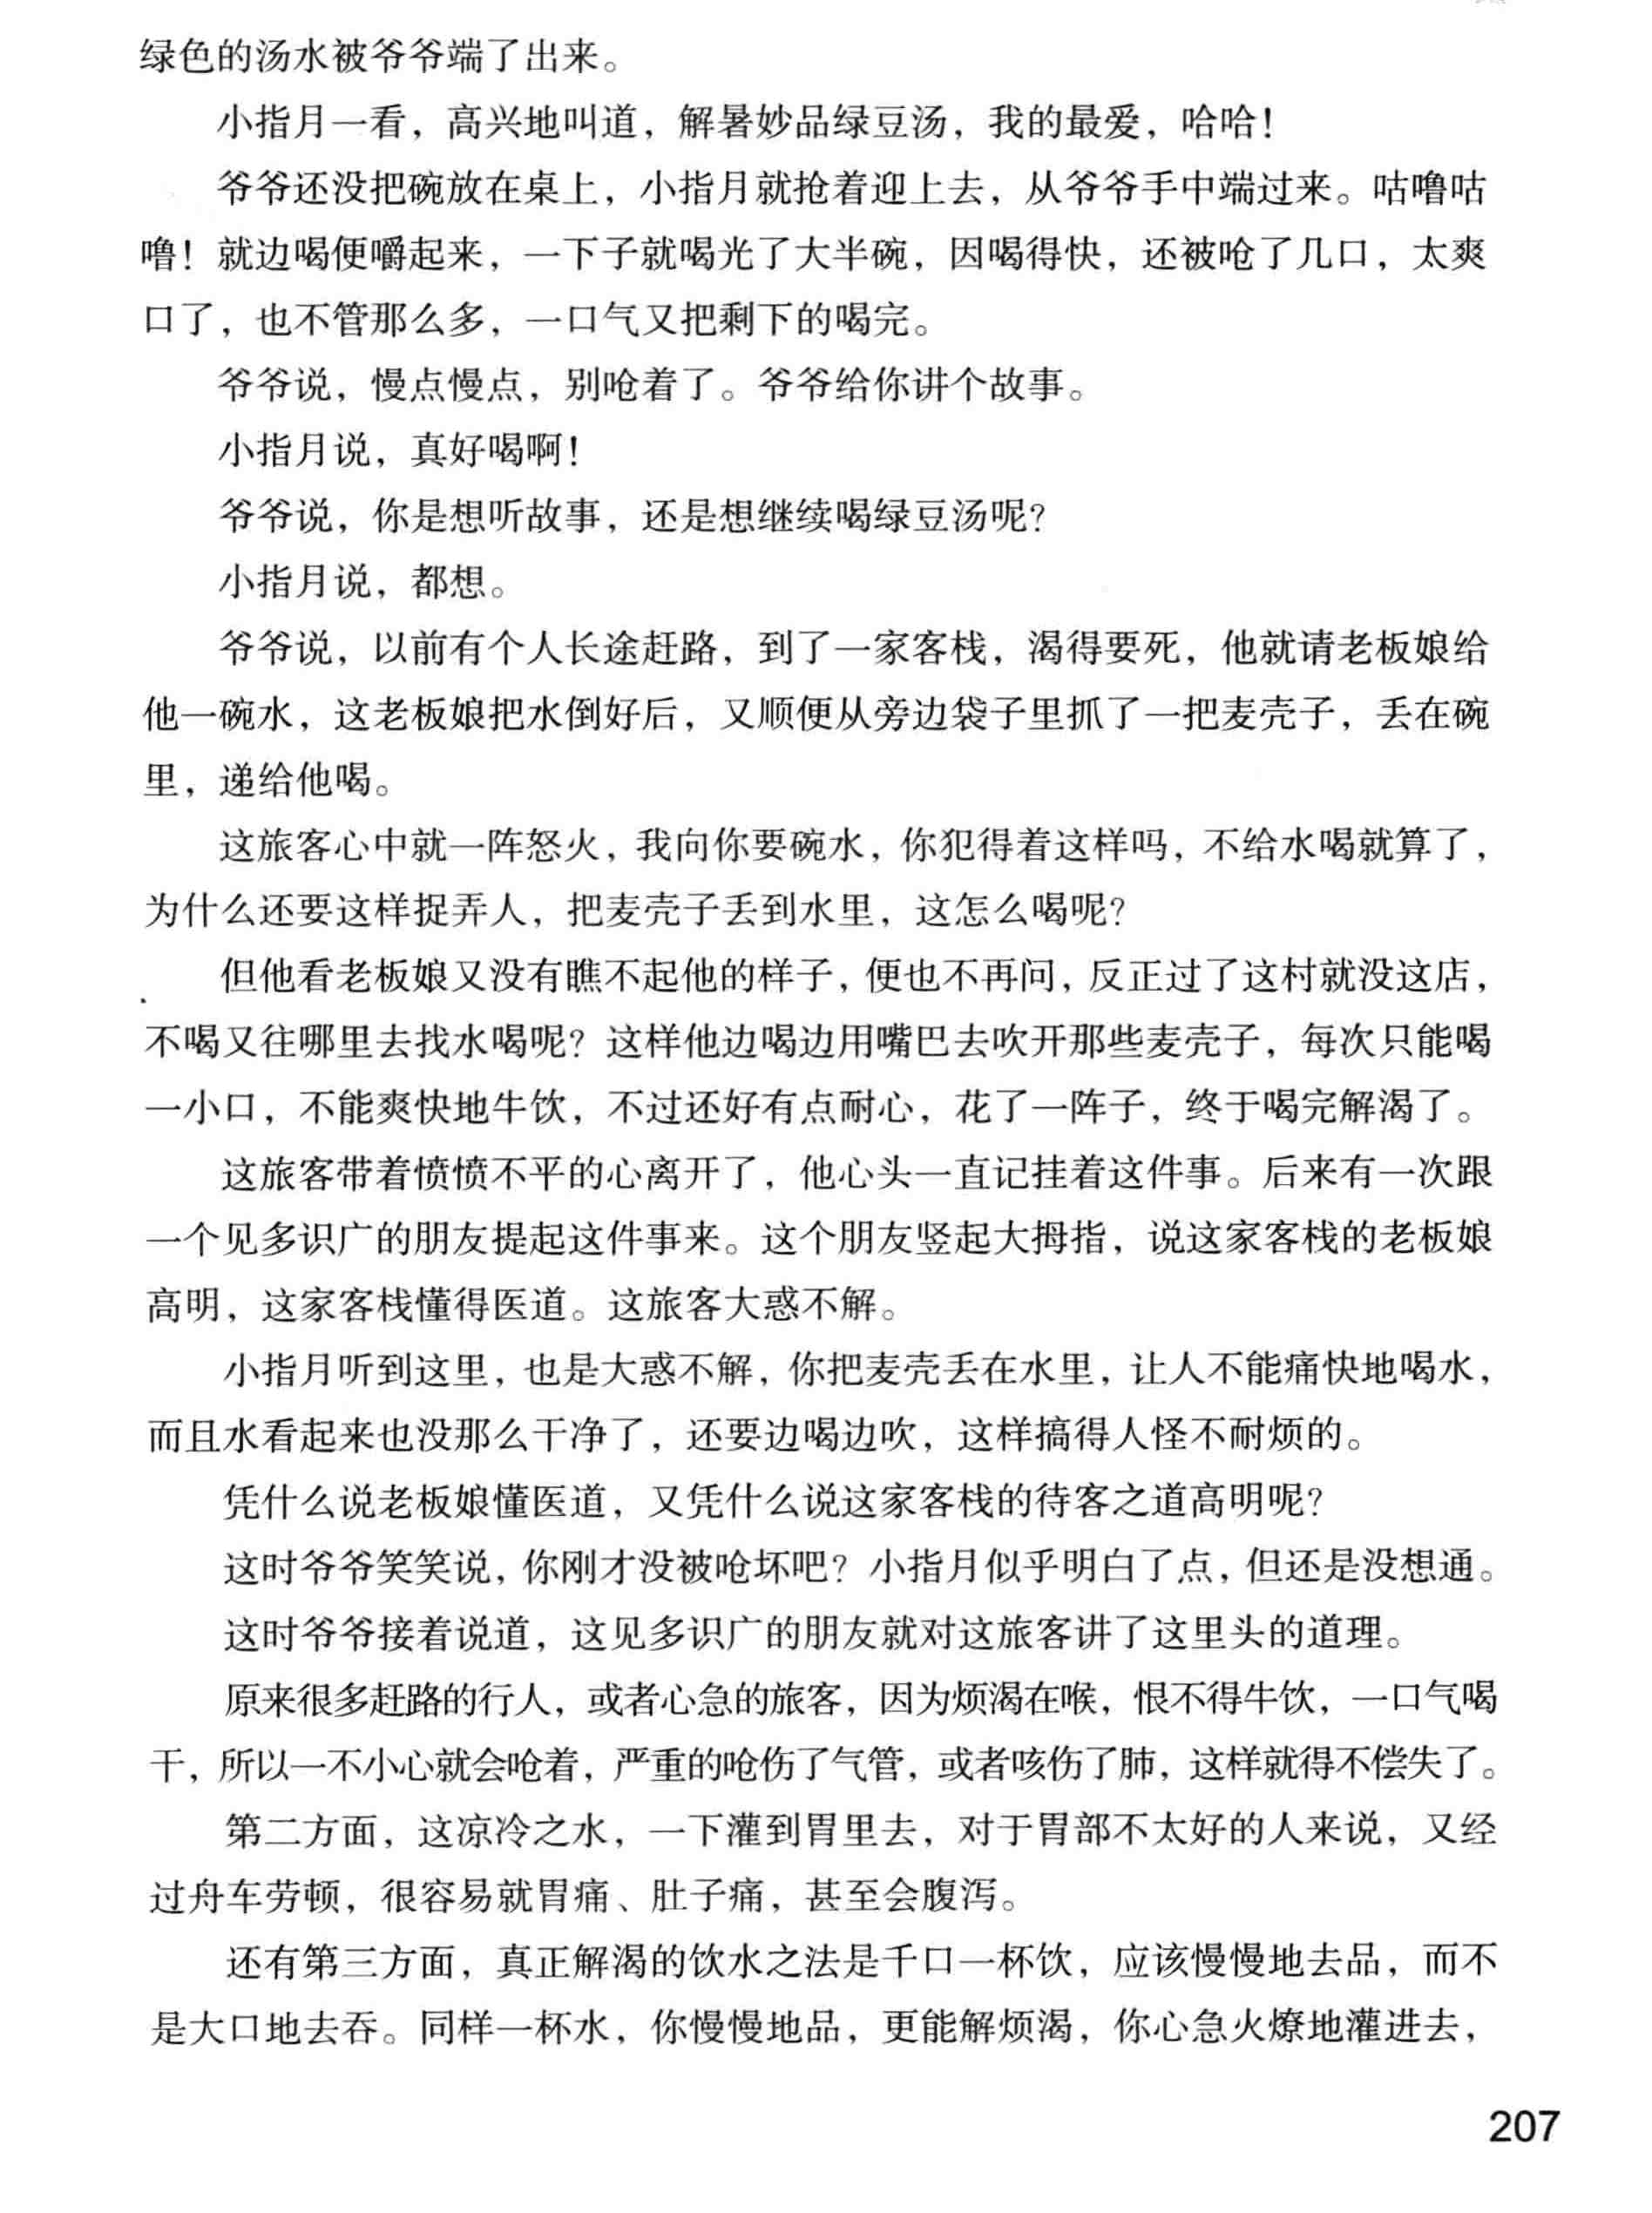 绿色的汤水被爷爷端了出来。
小指月一看，高兴地叫道，解暑妙品绿豆汤，我的最爱，哈哈！
爷爷还没把碗放在桌上，小指月就抢着迎上去，从爷爷手中端过来。咕噜咕
噜！就边喝便嚼起来，一下子就喝光了大半碗，因喝得快，还被呛了几口，太爽
口了，也不管那么多，一口气又把剩下的喝完。
爷爷说，慢点慢点，别呛着了。爷爷给你讲个故事。
小指月说，真好喝啊！
爷爷说，你是想听故事，还是想继续喝绿豆汤呢？
小指月说，都想。
爷爷说，以前有个人长途赶路，到了一家客栈，渴得要死，他就请老板娘给
他一碗水，这老板娘把水倒好后，又顺便从旁边袋子里抓了一把麦壳子，丢在碗
里，递给他喝。
这旅客心中就一阵怒火，我向你要碗水，你犯得着这样吗，不给水喝就算了，
为什么还要这样捉弄人，把麦壳子丢到水里，这怎么喝呢？
但他看老板娘又没有瞧不起他的样子，便也不再问，反正过了这村就没这店，
不喝又往哪里去找水喝呢？这样他边喝边用嘴巴去吹开那些麦壳子，每次只能喝
一小口，不能爽快地牛饮，不过还好有点耐心，花了一阵子，终于喝完解渴了。
这旅客带着愤愤不平的心离开了，他心头一直记挂着这件事。后来有一次跟
一个见多识广的朋友提起这件事来。这个朋友竖起大拇指，说这家客栈的老板娘
高明，这家客栈懂得医道。这旅客大惑不解。
小指月听到这里，也是大惑不解，你把麦壳丢在水里，让人不能痛快地喝水，
而且水看起来也没那么干净了，还要边喝边吹，这样搞得人怪不耐烦的。
凭什么说老板娘懂医道，又凭什么说这家客栈的待客之道高明呢？
这时爷爷笑笑说，你刚才没被呛坏吧？小指月似乎明白了点，但还是没想通。
这时爷爷接着说道，这见多识广的朋友就对这旅客讲了这里头的道理。
原来很多赶路的行人，或者心急的旅客，因为烦渴在喉，恨不得牛饮，一口气喝
干，所以一不小心就会呛着，严重的呛伤了气管，或者咳伤了肺，这样就得不偿失了。
第二方面，这凉冷之水，一下灌到胃里去，对于胃部不太好的人来说，又经
过舟车劳顿，很容易就胃痛、肚子痛，甚至会腹泻。
还有第三方面，真正解渴的饮水之法是千口一杯饮，应该慢慢地去品，而不
是大口地去吞。同样一杯水，你慢慢地品，更能解烦渴，你心急火燎地灌进去，
207